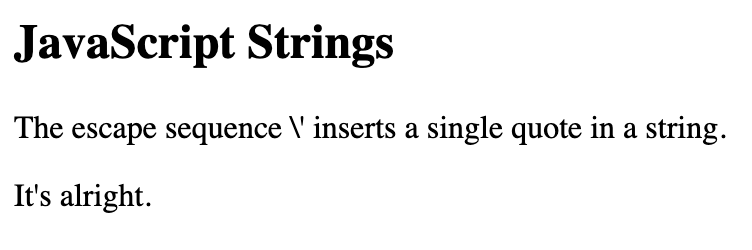 JavaScript Strings
The escape sequence \' inserts a single quote in a string.
It's alright.